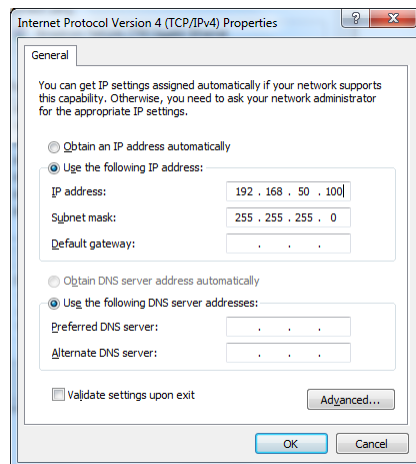 Internet Protocol Version 4 (TCP/IPv4) Properties
General
You can get IP settings assigned automatically if your network supports
this capability. Otherwise, you need to ask your network administrator
for the appropriate IP settings.
Obtain an IP address automatically
Use the following IP address:
IP address: 192 . 168 . 50 . 100
Subnet mask: 255 . 255 . 255 . 0
Default gateway: . . .
Obtain DNS server address automatically
Use the following DNS server addresses:
Preferred DNS server: . . .
Alternate DNS server: . . .
Validate settings upon exit
Advanced...
OK Cancel